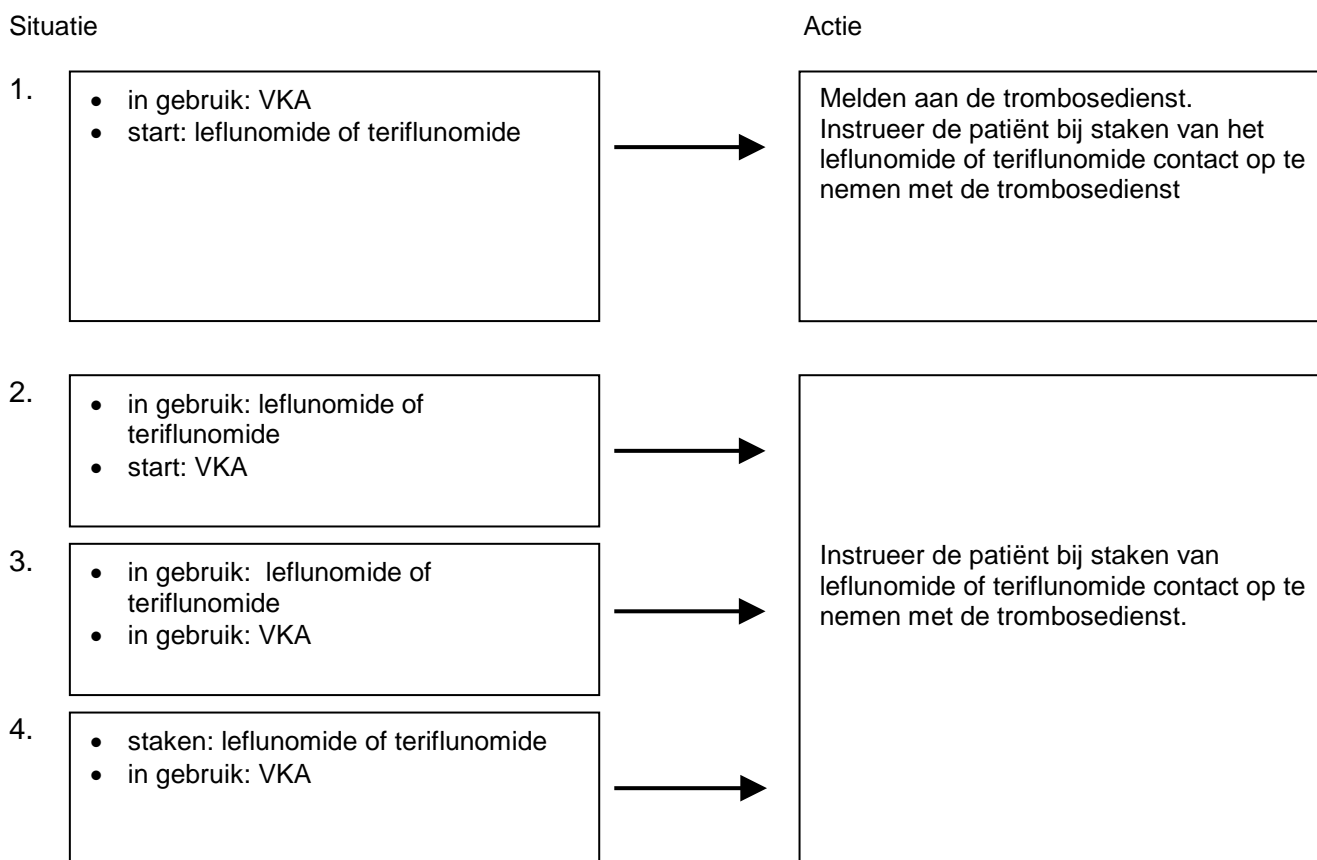 Situatie
Actie
1.
• in gebruik: VKA
• start: leflunomide of teriflunomide
Melden aan de trombosedienst.
Instrueer de patiënt bij staken van het
leflunomide of teriflunomide contact op te
nemen met de trombosedienst
2.
• in gebruik: leflunomide of
teriflunomide
• start: VKA
3.
• in gebruik: leflunomide of
teriflunomide
• in gebruik: VKA
4.
• staken: leflunomide of teriflunomide
• in gebruik: VKA
Instrueer de patiënt bij staken van
leflunomide of teriflunomide contact op te
nemen met de trombosedienst.